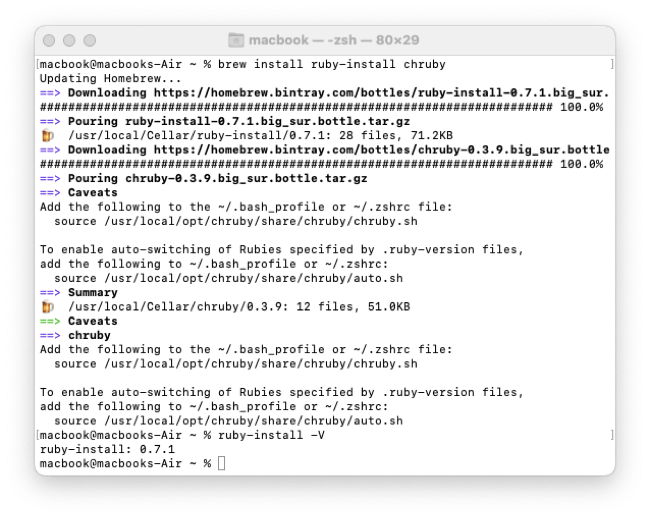 macbook — -zsh — 80×29
[macbook@macbooks-Air ~ % brew install ruby-install chruby ]
Updating Homebrew...
==> Downloading https://homebrew.bintray.com/bottles/ruby-install-0.7.1.big_sur.
######################################################################## 100.0%
==> Pouring ruby-install-0.7.1.big_sur.bottle.tar.gz
🍺  /usr/local/Cellar/ruby-install/0.7.1: 28 files, 71.2KB
==> Downloading https://homebrew.bintray.com/bottles/chruby-0.3.9.big_sur.bottle
######################################################################## 100.0%
==> Pouring chruby-0.3.9.big_sur.bottle.tar.gz
==> Caveats
Add the following to the ~/.bash_profile or ~/.zshrc file:
  source /usr/local/opt/chruby/share/chruby/chruby.sh

To enable auto-switching of Rubies specified by .ruby-version files,
add the following to ~/.bash_profile or ~/.zshrc:
  source /usr/local/opt/chruby/share/chruby/auto.sh
==> Summary
🍺  /usr/local/Cellar/chruby/0.3.9: 12 files, 51.0KB
==> Caveats
==> chruby
Add the following to the ~/.bash_profile or ~/.zshrc file:
  source /usr/local/opt/chruby/share/chruby/chruby.sh

To enable auto-switching of Rubies specified by .ruby-version files,
add the following to ~/.bash_profile or ~/.zshrc:
  source /usr/local/opt/chruby/share/chruby/auto.sh
[macbook@macbooks-Air ~ % ruby-install -V ]
ruby-install: 0.7.1
macbook@macbooks-Air ~ %